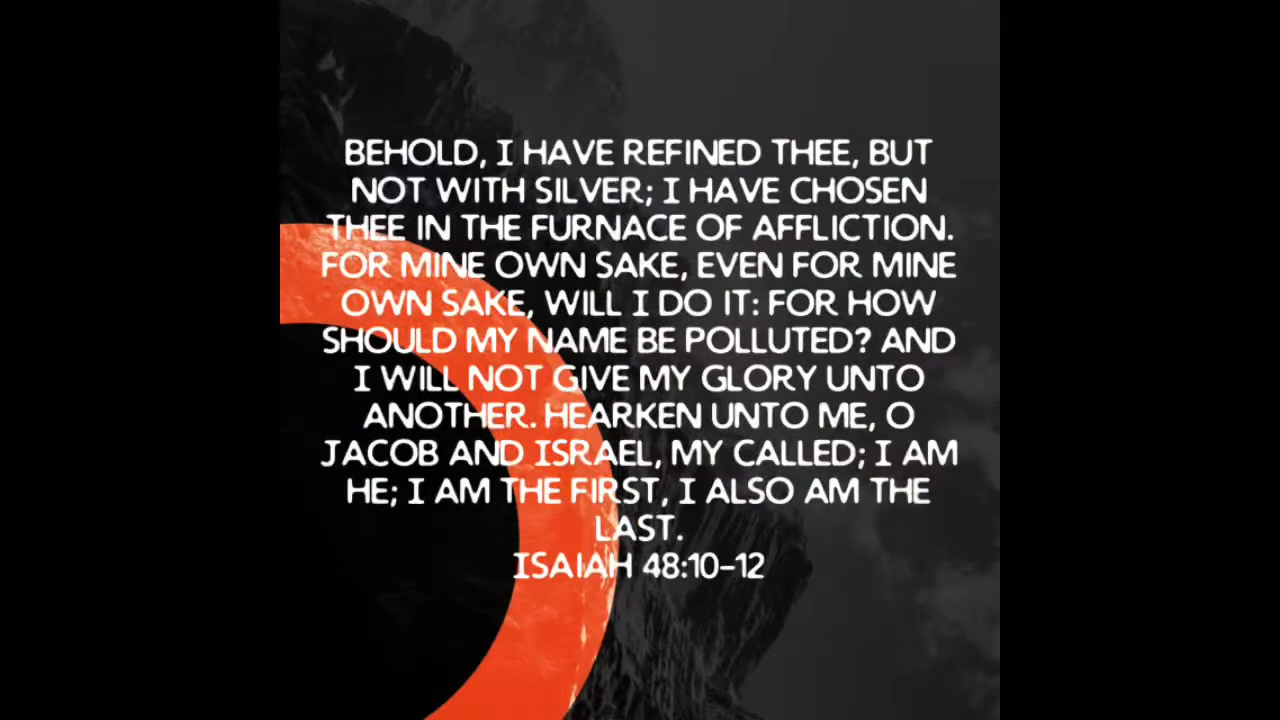 BEHOLD, I HAVE REFINED THEE, BUT
NOT WITH SILVER; I HAVE CHOSEN
THEE IN THE FURNACE OF AFFLICTION.
FOR MINE OWN SAKE, EVEN FOR MINE
OWN SAKE, WILL I DO IT: FOR HOW
SHOULD MY NAME BE POLLUTED? AND
I WILL NOT GIVE MY GLORY UNTO
ANOTHER. HEARKEN UNTO ME, O
JACOB AND ISRAEL, MY CALLED; I AM
HE; I AM THE FIRST, I ALSO AM THE
LAST.
ISAIAH 48:10-12